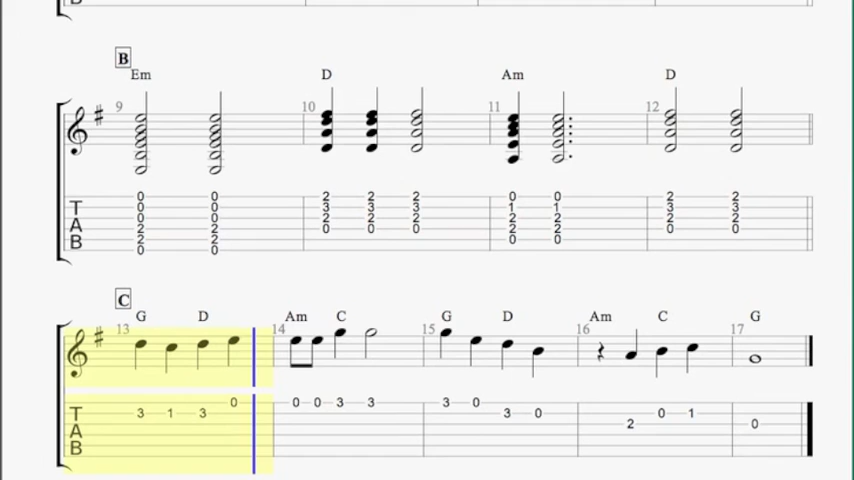 B
B
Em D Am D
9 10 11 12
0 0 2 2 2 0 0 2 2
0 0 3 3 3 1 1 3 3
T 0 0 2 2 2 2 2 2 2
A 2 2 0 0 0 2 2 0 0
B 2 2 0 0
0 0
C
G D Am C G D Am C G
13 14 15 16 17
0 0 0 3 3 3 0
T 3 1 3 3 0 0 1
A 2 0
B